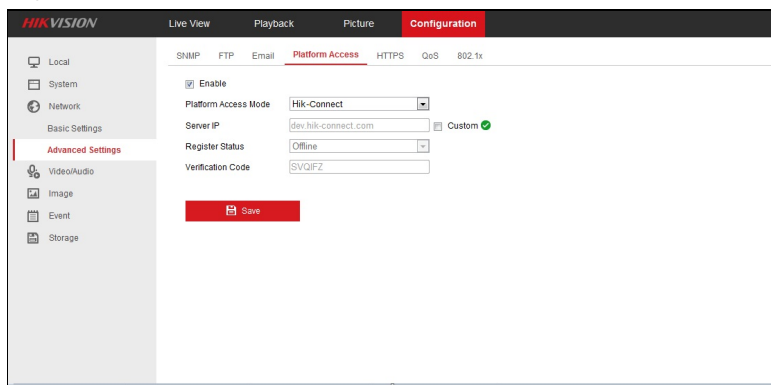 HIKVISION
Live View Playback Picture Configuration
Local
System
Network
Basic Settings
Advanced Settings
Video/Audio
Image
Event
Storage
SNMP FTP Email Platform Access HTTPS QoS 802.1x
Enable
Platform Access Mode Hik-Connect
Server IP dev.hik-connect.com Custom
Register Status Offline
Verification Code SVQIFZ
Save